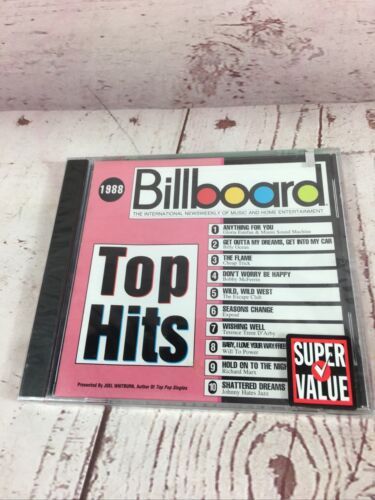 1988
Billboard
THE INTERNATIONAL NEWSWEEKLY OF MUSIC AND HOME ENTERTAINMENT
Top
Hits
1 ANYTHING FOR YOU
Gloria Estefan & Miami Sound Machine
2 GET OUTTA MY DREAMS, GET INTO MY CAR
Billy Ocean
3 THE FLAME
Cheap Trick
4 DON'T WORRY BE HAPPY
Bobby McFerrin
5 WILD, WILD WEST
The Escape Club
6 SEASONS CHANGE
Exposé
7 WISHING WELL
Terence Trent D'Arby
8 BABY, I LOVE YOUR WAY/FREE
Will To Power
9 HOLD ON TO THE NIGH
Richard Marx
10 SHATTERED DREAMS
Johnny Hates Jazz
SUPER
VALUE
Presented By JOEL WHITBURN, Author Of Top Pop Singles